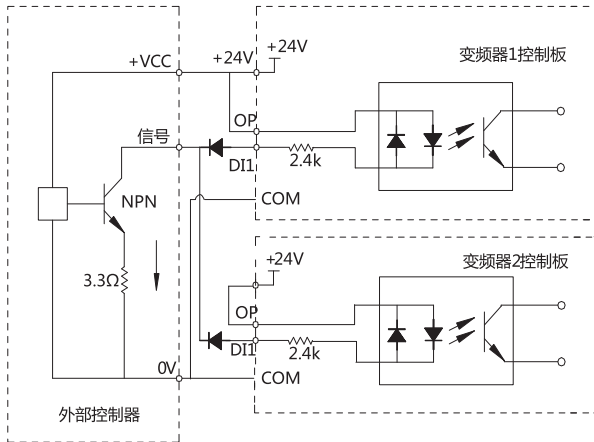 +VCC
+24V
+24V
变频器1控制板
OP
信号
DI1
2.4k
NPN
COM
3.3Ω
+24V
变频器2控制板
OP
DI1
2.4k
0V
COM
外部控制器